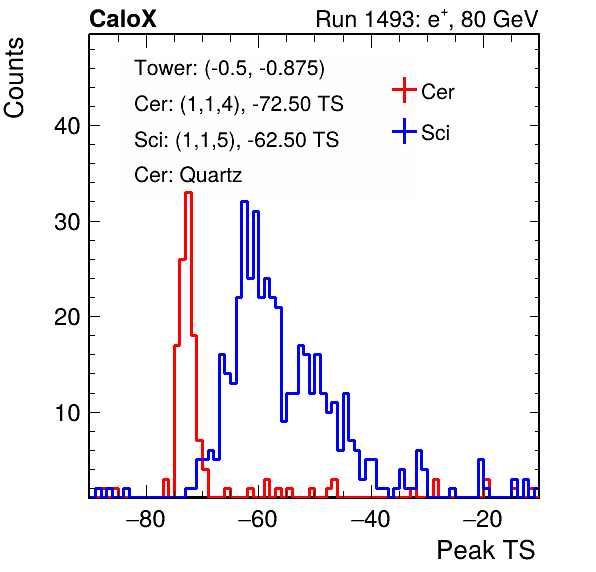 CaloX Run 1493: e⁺, 80 GeV
Counts
Tower: (-0.5, -0.875)
Cer: (1,1,4), -72.50 TS
Sci: (1,1,5), -62.50 TS
Cer: Quartz
Cer
Sci
40
30
20
10
−80 −60 −40 −20
Peak TS